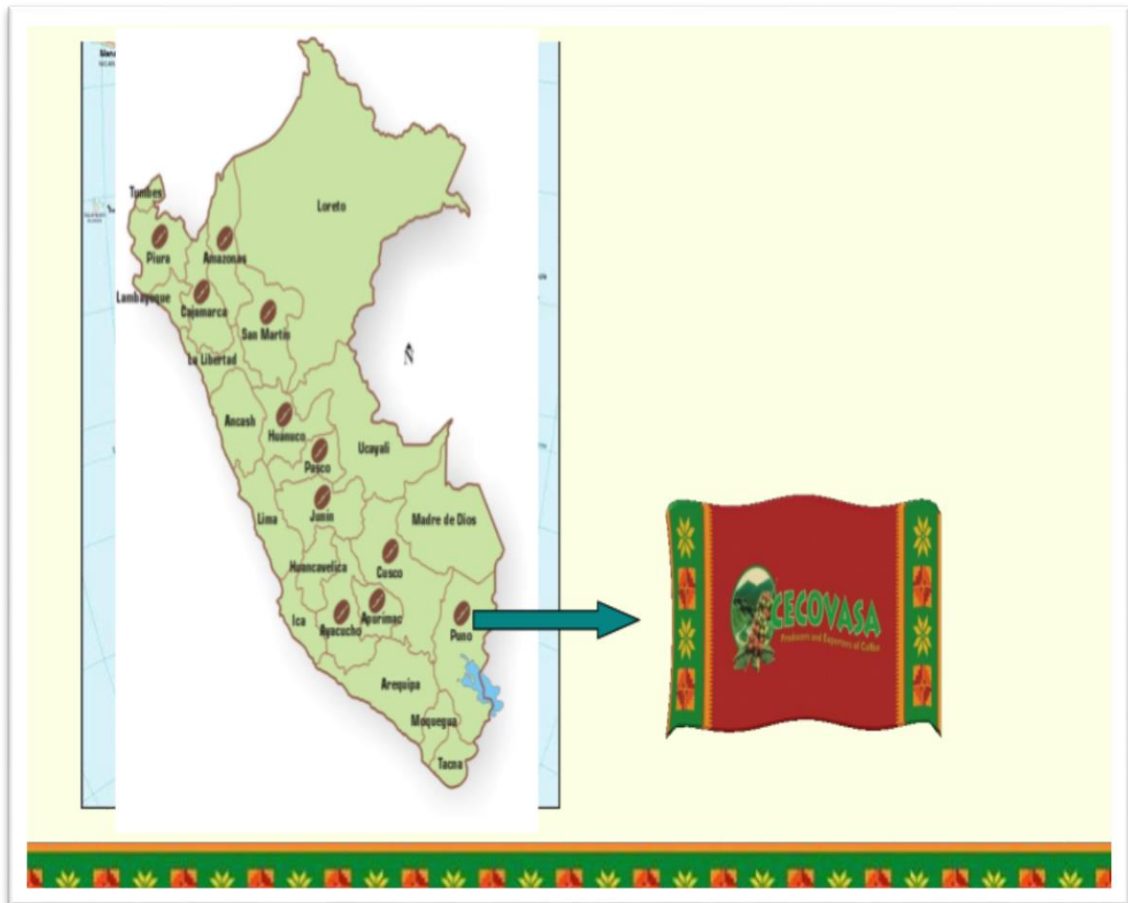 Tumbes
Loreto
Piura
Amazonas
Lambayeque
Cajamarca
San Martín
La Libertad
Ancash
Huánuco
Ucayali
Pasco
Lima
Junín
Madre de Dios
Huancavelica
Cusco
Ica
Ayacucho
Apurímac
Puno
Arequipa
Moquegua
Tacna
N
CECOVASA
Producers and Exporters of Coffee